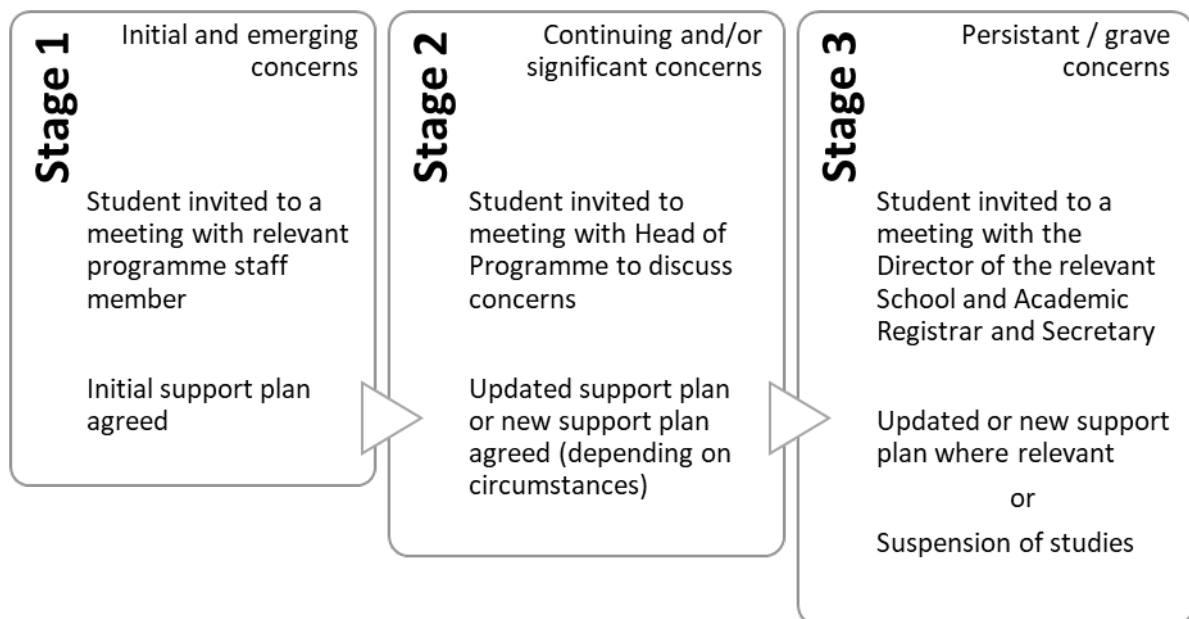 Stage 1
Initial and emerging
concerns
Student invited to a
meeting with relevant
programme staff
member
Initial support plan
agreed
Stage 2
Continuing and/or
significant concerns
Student invited to
meeting with Head of
Programme to discuss
concerns
Updated support plan
or new support plan
agreed (depending on
circumstances)
Stage 3
Persistant / grave
concerns
Student invited to a
meeting with the
Director of the relevant
School and Academic
Registrar and Secretary
Updated or new support
plan where relevant
or
Suspension of studies